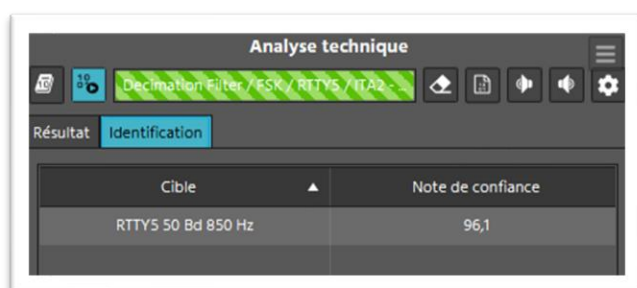 Analyse technique
Decimation Filter / FSK / RTTY5 / ITA2 - ...
Résultat Identification
Cible Note de confiance
RTTY5 50 Bd 850 Hz 96,1